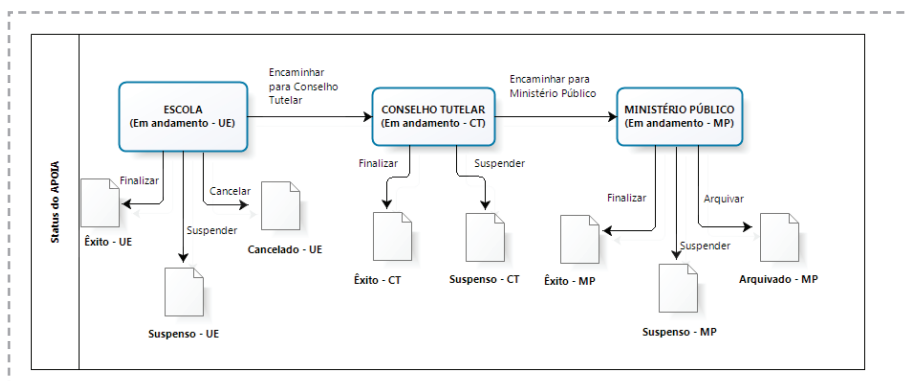 Status do APOIA
ESCOLA
(Em andamento - UE)
Encaminhar
para Conselho
Tutelar
CONSELHO TUTELAR
(Em andamento - CT)
Encaminhar para
Ministério Público
MINISTÉRIO PÚBLICO
(Em andamento - MP)
Finalizar
Cancelar
Suspender
Êxito - UE
Cancelado - UE
Suspenso - UE
Finalizar
Suspender
Êxito - CT
Suspenso - CT
Finalizar
Arquivar
Suspender
Êxito - MP
Arquivado - MP
Suspenso - MP